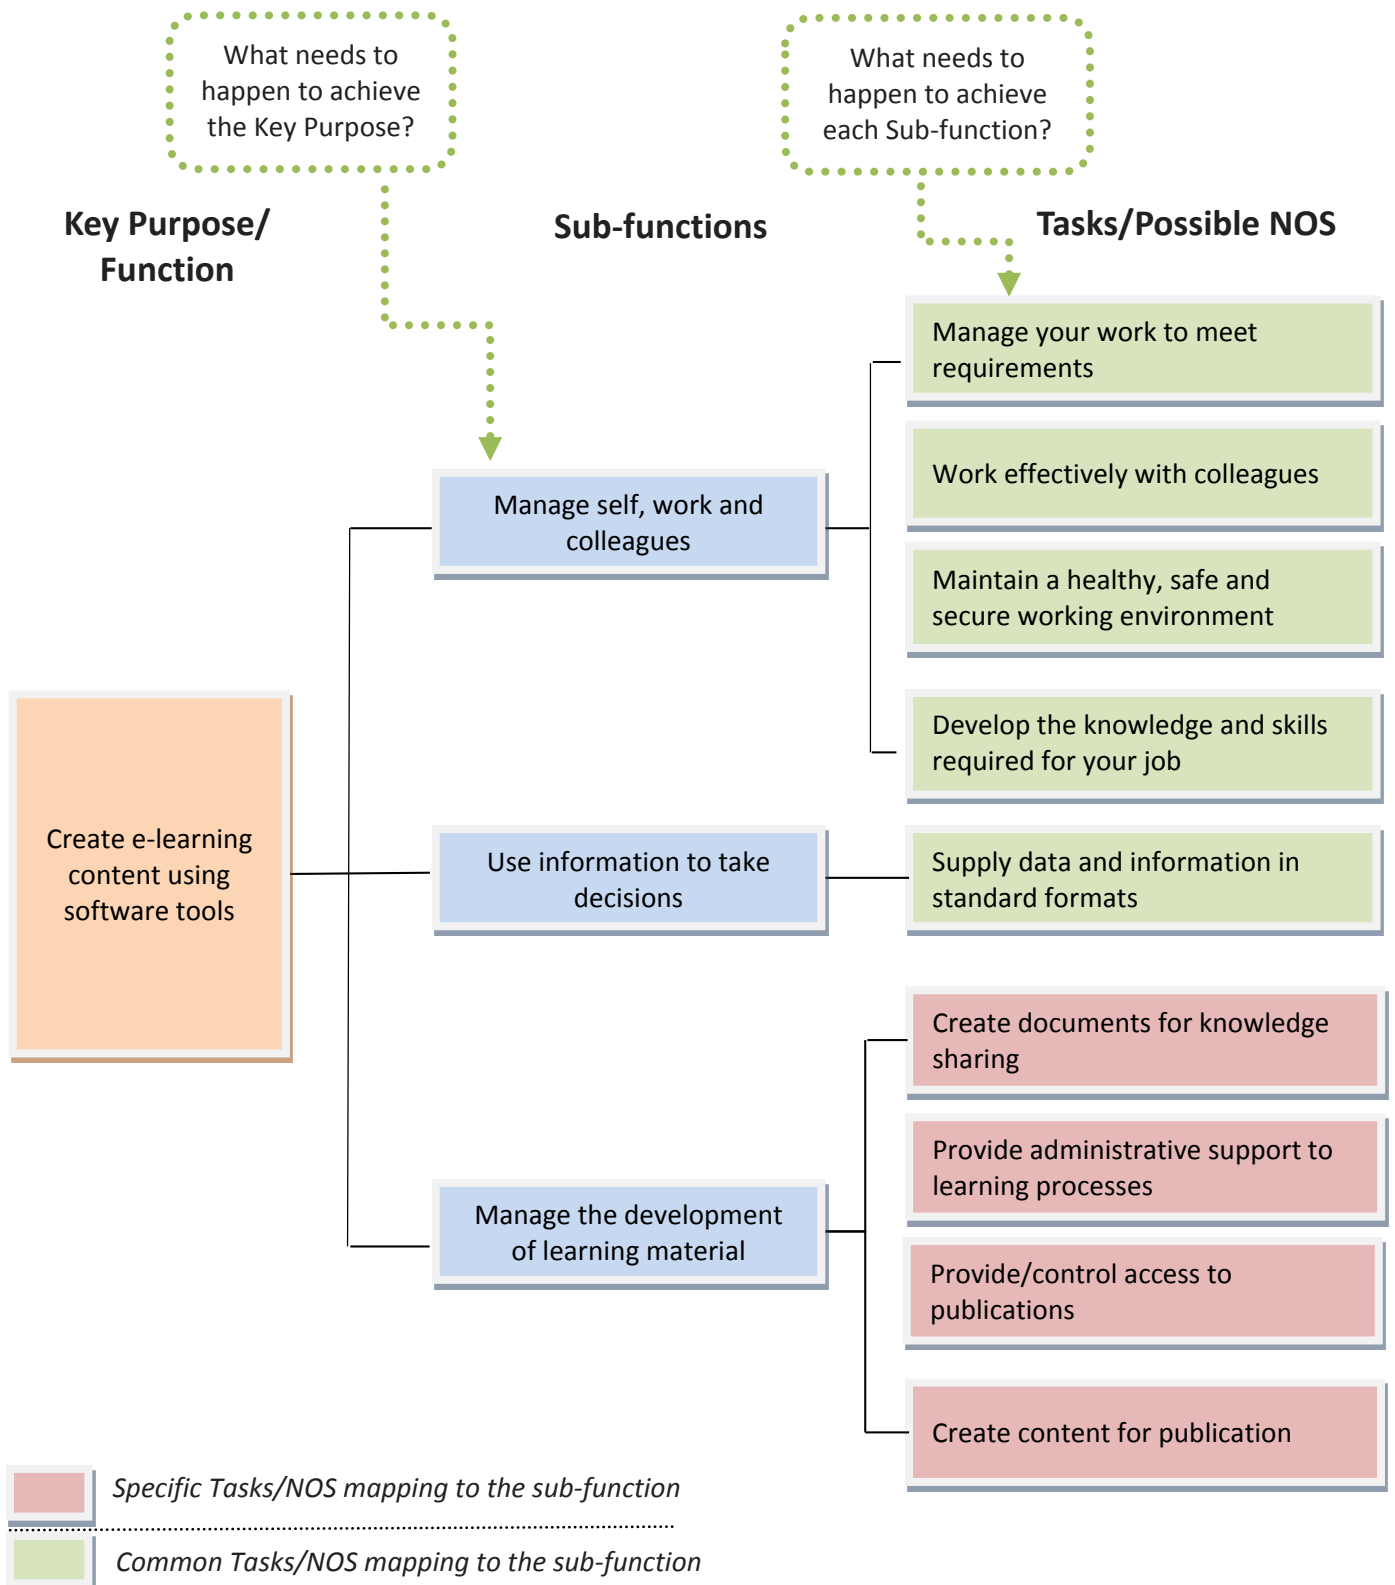 What needs to
happen to achieve
the Key Purpose?
What needs to
happen to achieve
each Sub-function?
Key Purpose/
Function
Sub-functions
Tasks/Possible NOS
Manage your work to meet
requirements
Work effectively with colleagues
Manage self, work and
colleagues
Maintain a healthy, safe and
secure working environment
Develop the knowledge and skills
required for your job
Create e-learning
content using
software tools
Use information to take
decisions
Supply data and information in
standard formats
Create documents for knowledge
sharing
Provide administrative support to
learning processes
Manage the development
of learning material
Provide/control access to
publications
Create content for publication
Specific Tasks/NOS mapping to the sub-function
Common Tasks/NOS mapping to the sub-function